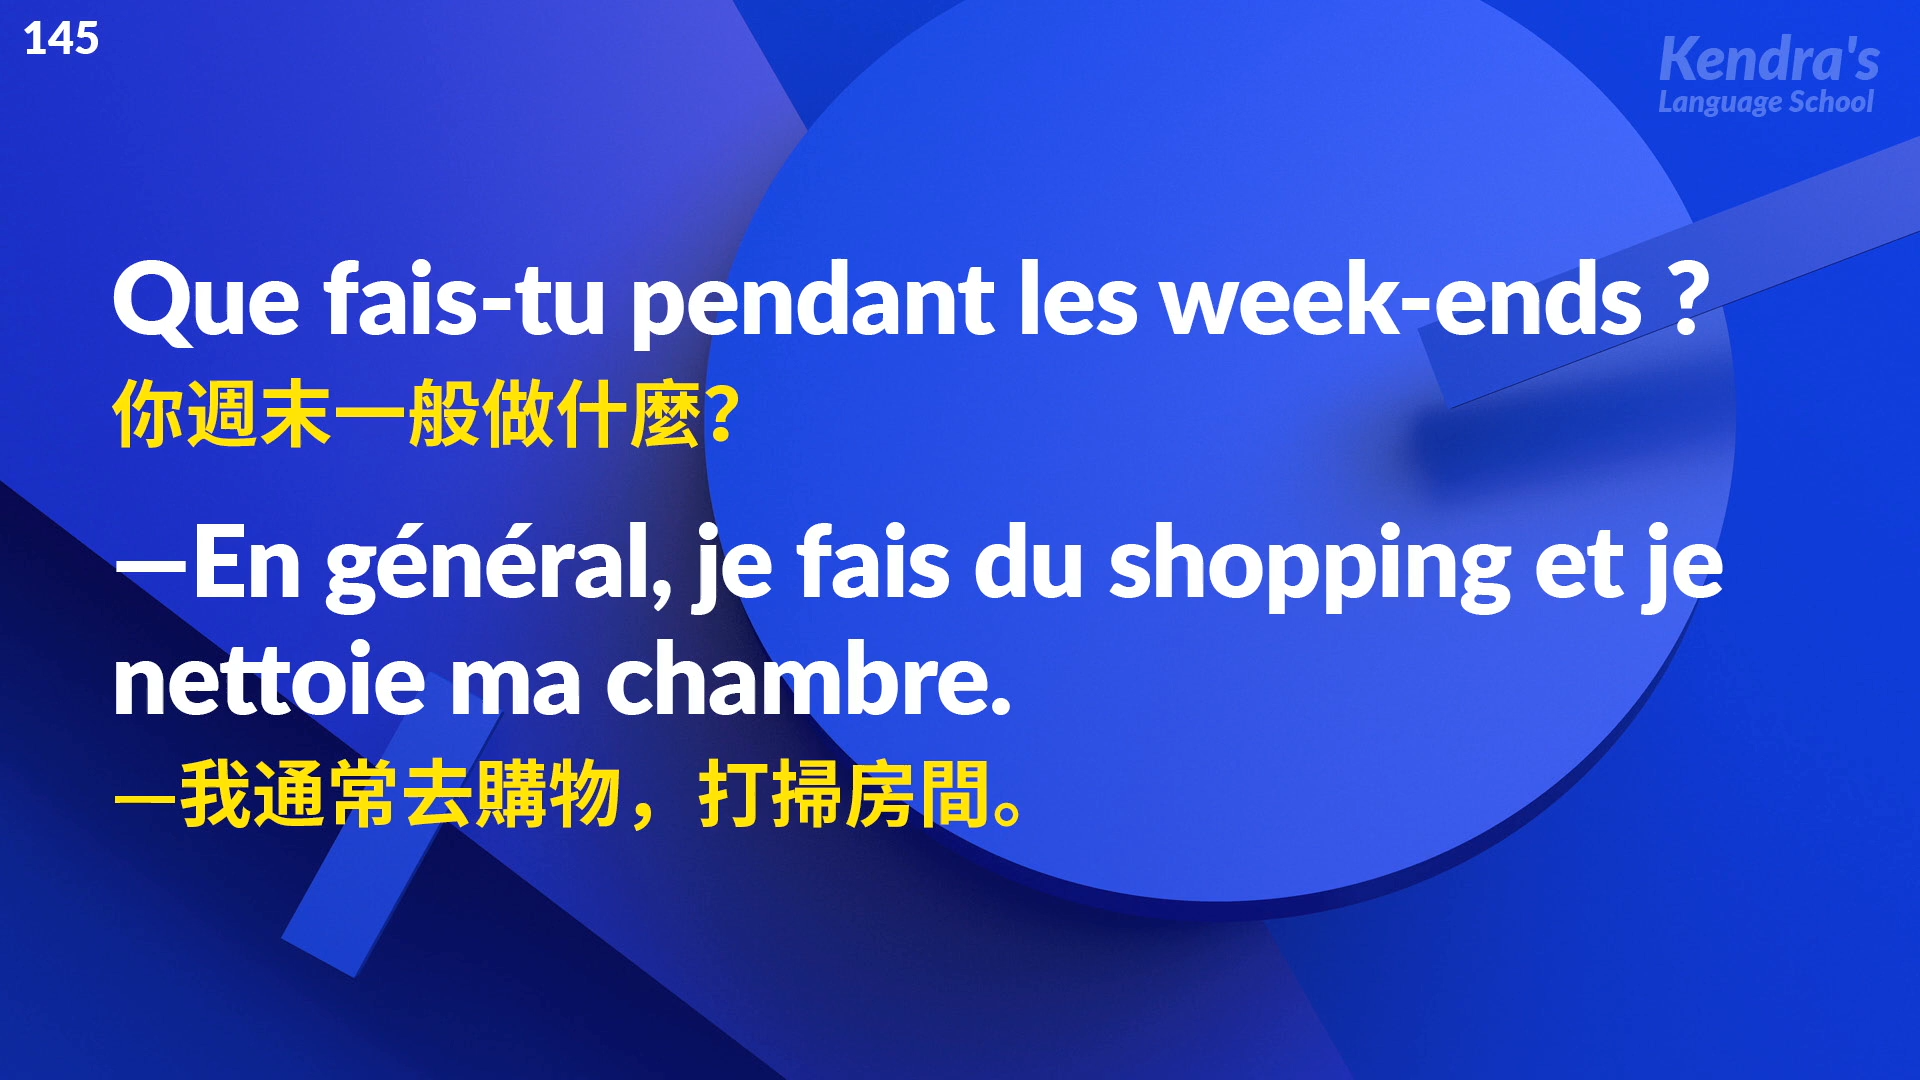 145
Kendra's
Language School
Que fais-tu pendant les week-ends ?
你週末一般做什麼？
—En général, je fais du shopping et je
nettoie ma chambre.
—我通常去購物，打掃房間。